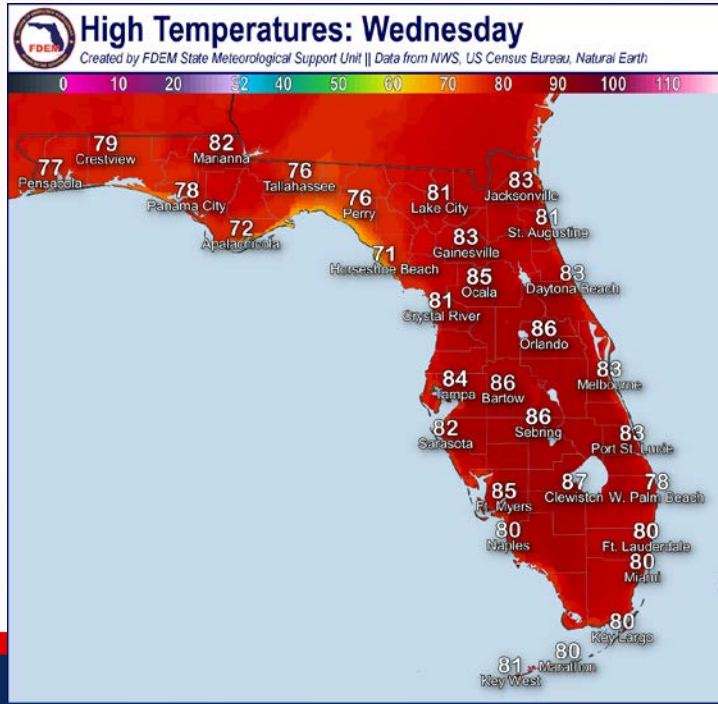 High Temperatures: Wednesday
Created by FDEM State Meteorological Support Unit || Data from NWS, US Census Bureau, Natural Earth
FDEM
0 10 20 32 40 50 60 70 80 90 100 110
79
Crestview
82
Marianna
77
Pensacola
76
Tallahassee
78
Panama City
76
Perry
81
Lake City
83
Jacksonville
72
Apalachicola
81
St. Augustine
83
Gainesville
71
Horseshoe Beach
85
Ocala
83
Daytona Beach
81
Crystal River
86
Orlando
84
Tampa
86
Bartow
83
Melbourne
86
Sebring
82
Sarasota
83
Port St. Lucie
85
Ft. Myers
87
Clewiston
78
W. Palm Beach
80
Naples
80
Ft. Lauderdale
80
Miami
80
Key Largo
80
Marathon
81
Key West